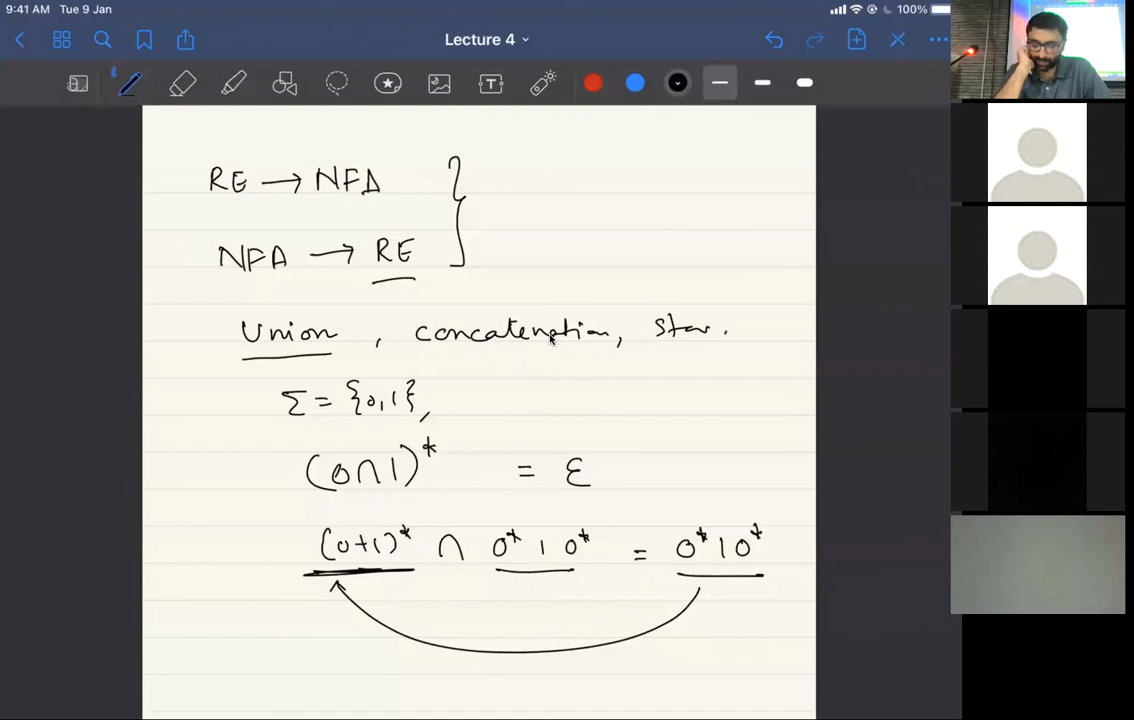 9:41 AM Tue 9 Jan
100%
Lecture 4
RE → NFA
NFA → RE
Union , concatenation, star.
Σ = {0,1},
(0∩1)* = ε
(0+1)* ∩ 0*10* = 0*10*